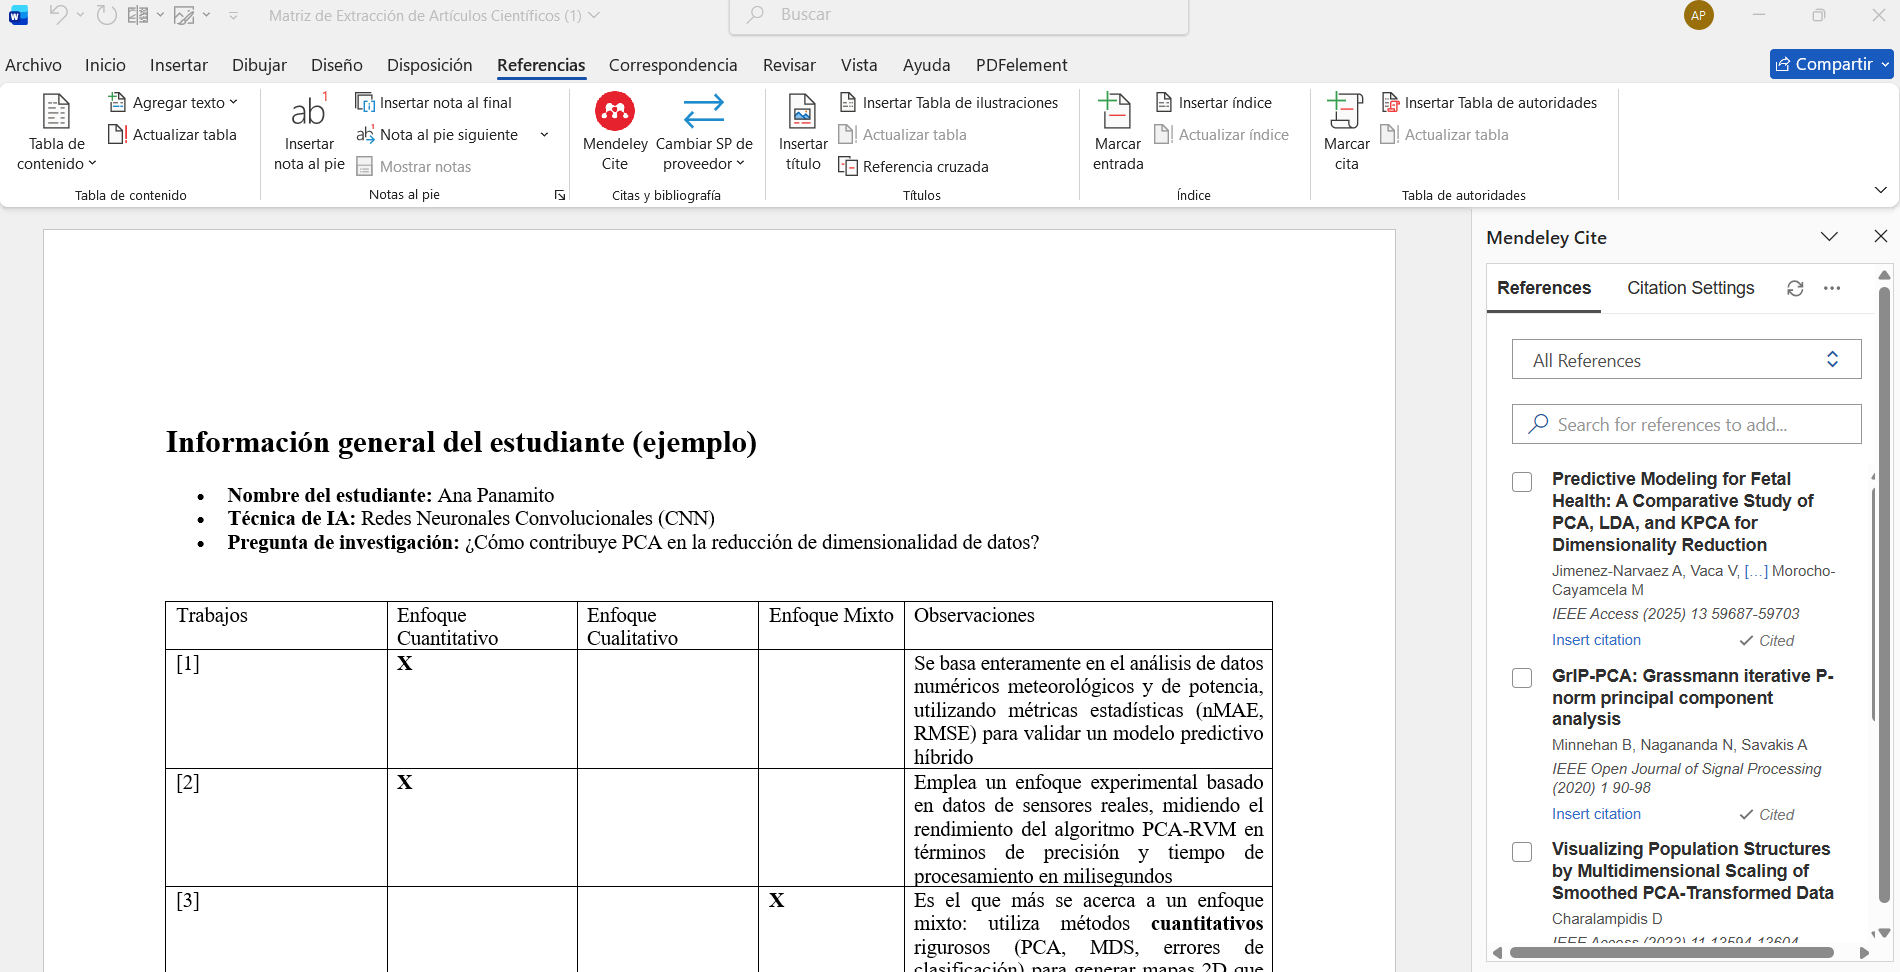 Matriz de Extracción de Artículos Científicos (1)
Buscar
AP
Archivo Inicio Insertar Dibujar Diseño Disposición Referencias Correspondencia Revisar Vista Ayuda PDFelement
Compartir
Tabla de contenido
Agregar texto
Actualizar tabla
Tabla de contenido
ab1
Insertar nota al pie
Insertar nota al final
Nota al pie siguiente
Mostrar notas
Notas al pie
Mendeley Cite
Cambiar SP de proveedor
Citas y bibliografía
Insertar título
Insertar Tabla de ilustraciones
Actualizar tabla
Referencia cruzada
Títulos
Marcar entrada
Insertar índice
Actualizar índice
Índice
Marcar cita
Insertar Tabla de autoridades
Actualizar tabla
Tabla de autoridades
Información general del estudiante (ejemplo)
• Nombre del estudiante: Ana Panamito
• Técnica de IA: Redes Neuronales Convolucionales (CNN)
• Pregunta de investigación: ¿Cómo contribuye PCA en la reducción de dimensionalidad de datos?
Trabajos
Enfoque
Cuantitativo
Enfoque
Cualitativo
Enfoque Mixto
Observaciones
[1]
X
Se basa enteramente en el análisis de datos
numéricos meteorológicos y de potencia,
utilizando métricas estadísticas (nMAE,
RMSE) para validar un modelo predictivo
híbrido
[2]
X
Emplea un enfoque experimental basado
en datos de sensores reales, midiendo el
rendimiento del algoritmo PCA-RVM en
términos de precisión y tiempo de
procesamiento en milisegundos
[3]
X
Es el que más se acerca a un enfoque
mixto: utiliza métodos cuantitativos
rigurosos (PCA, MDS, errores de
clasificación) para generar mapas 2D que
Mendeley Cite
References
Citation Settings
All References
Search for references to add...
Predictive Modeling for Fetal
Health: A Comparative Study of
PCA, LDA, and KPCA for
Dimensionality Reduction
Jimenez-Narvaez A, Vaca V, [...] Morocho-
Cayamcela M
IEEE Access (2025) 13 59687-59703
Insert citation
Cited
GrIP-PCA: Grassmann iterative P-
norm principal component
analysis
Minnehan B, Nagananda N, Savakis A
IEEE Open Journal of Signal Processing
(2020) 1 90-98
Insert citation
Cited
Visualizing Population Structures
by Multidimensional Scaling of
Smoothed PCA-Transformed Data
Charalampidis D
IEEE Access (2023) 11 13594-13604